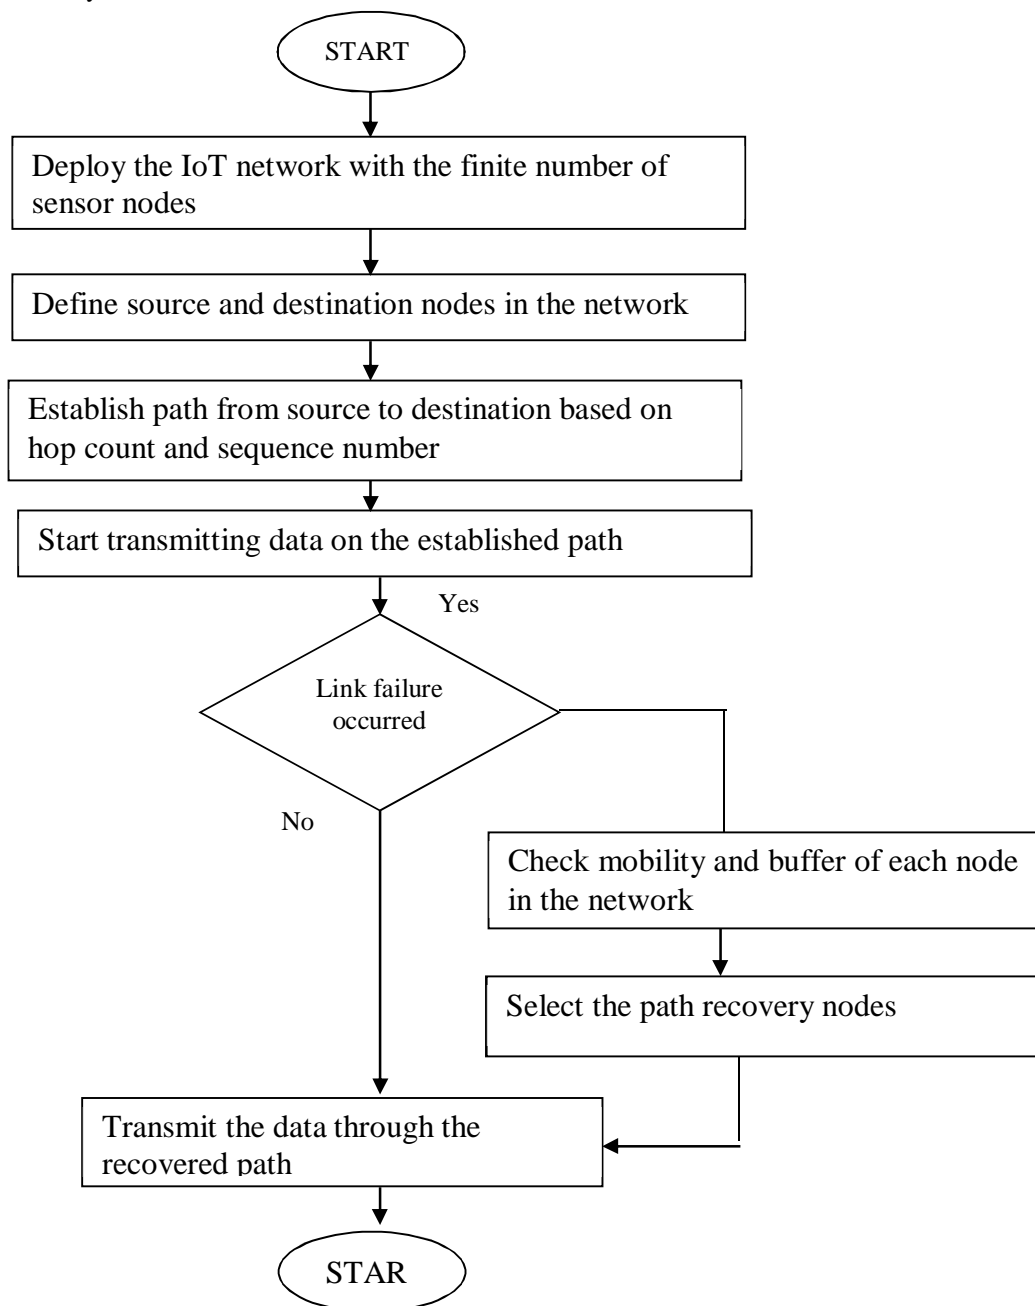 START
Deploy the IoT network with the finite number of
sensor nodes
Define source and destination nodes in the network
Establish path from source to destination based on
hop count and sequence number
Start transmitting data on the established path
Yes
Link failure
occurred
No
Check mobility and buffer of each node
in the network
Select the path recovery nodes
Transmit the data through the
recovered path
STAR